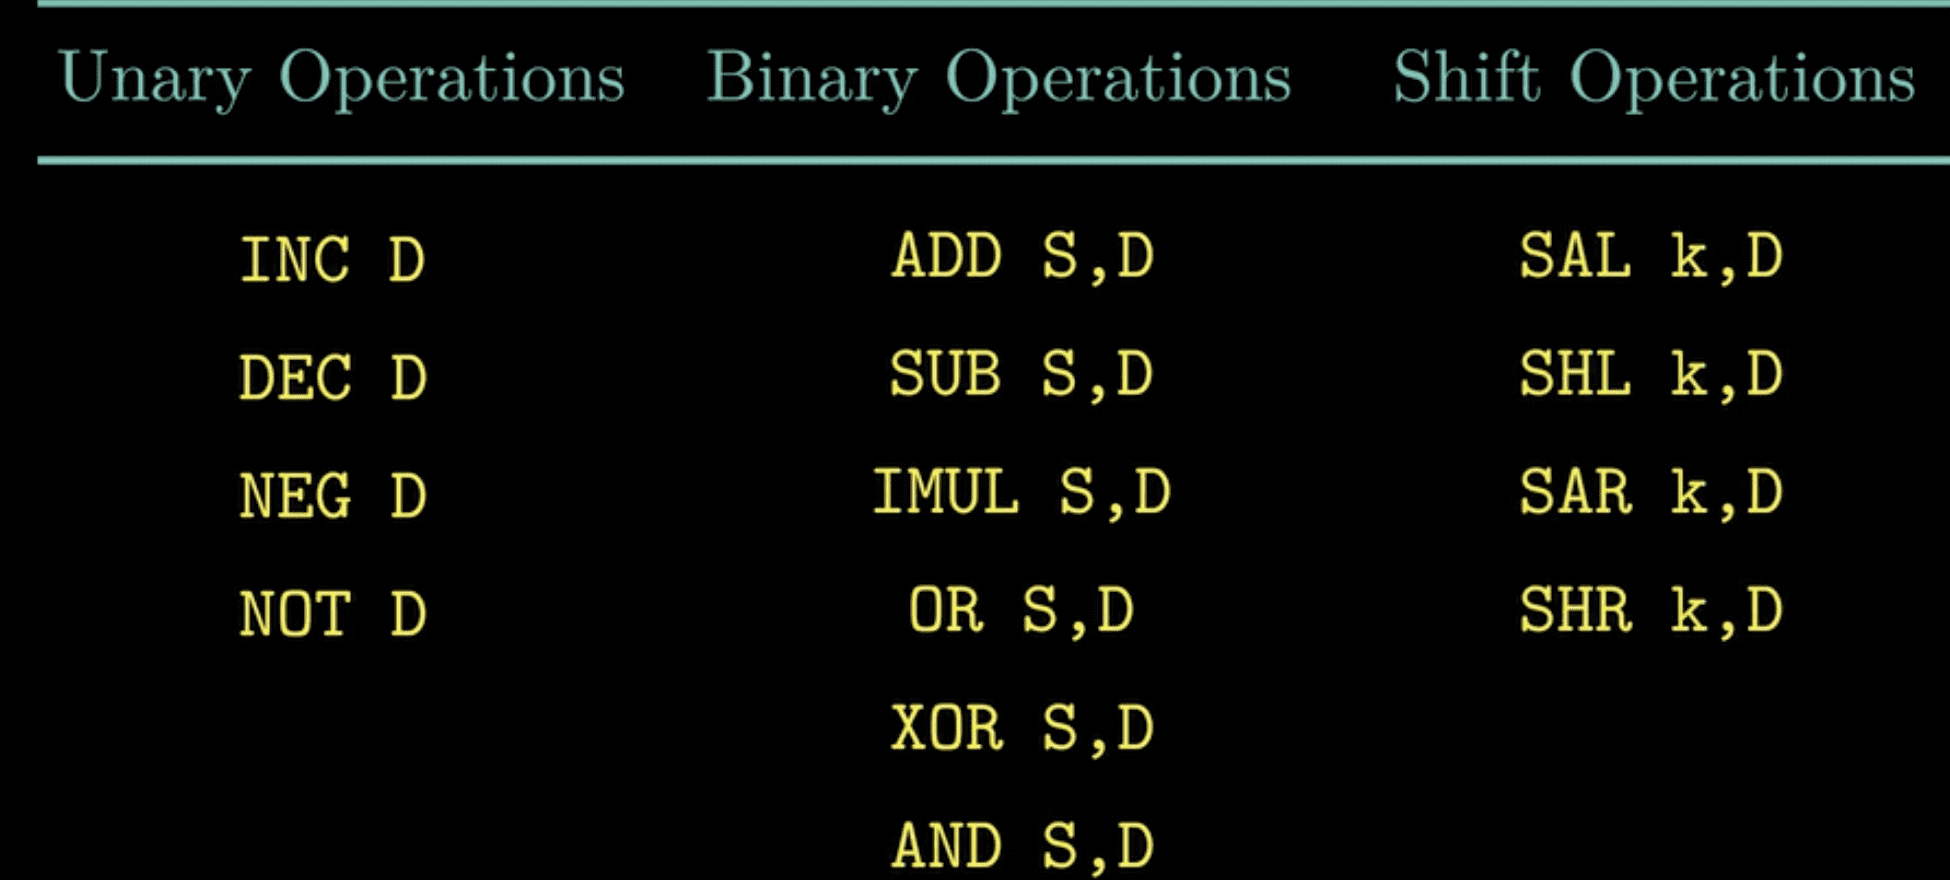 Unary Operations Binary Operations Shift Operations
INC D ADD S,D SAL k,D
DEC D SUB S,D SHL k,D
NEG D IMUL S,D SAR k,D
NOT D OR S,D SHR k,D
XOR S,D
AND S,D